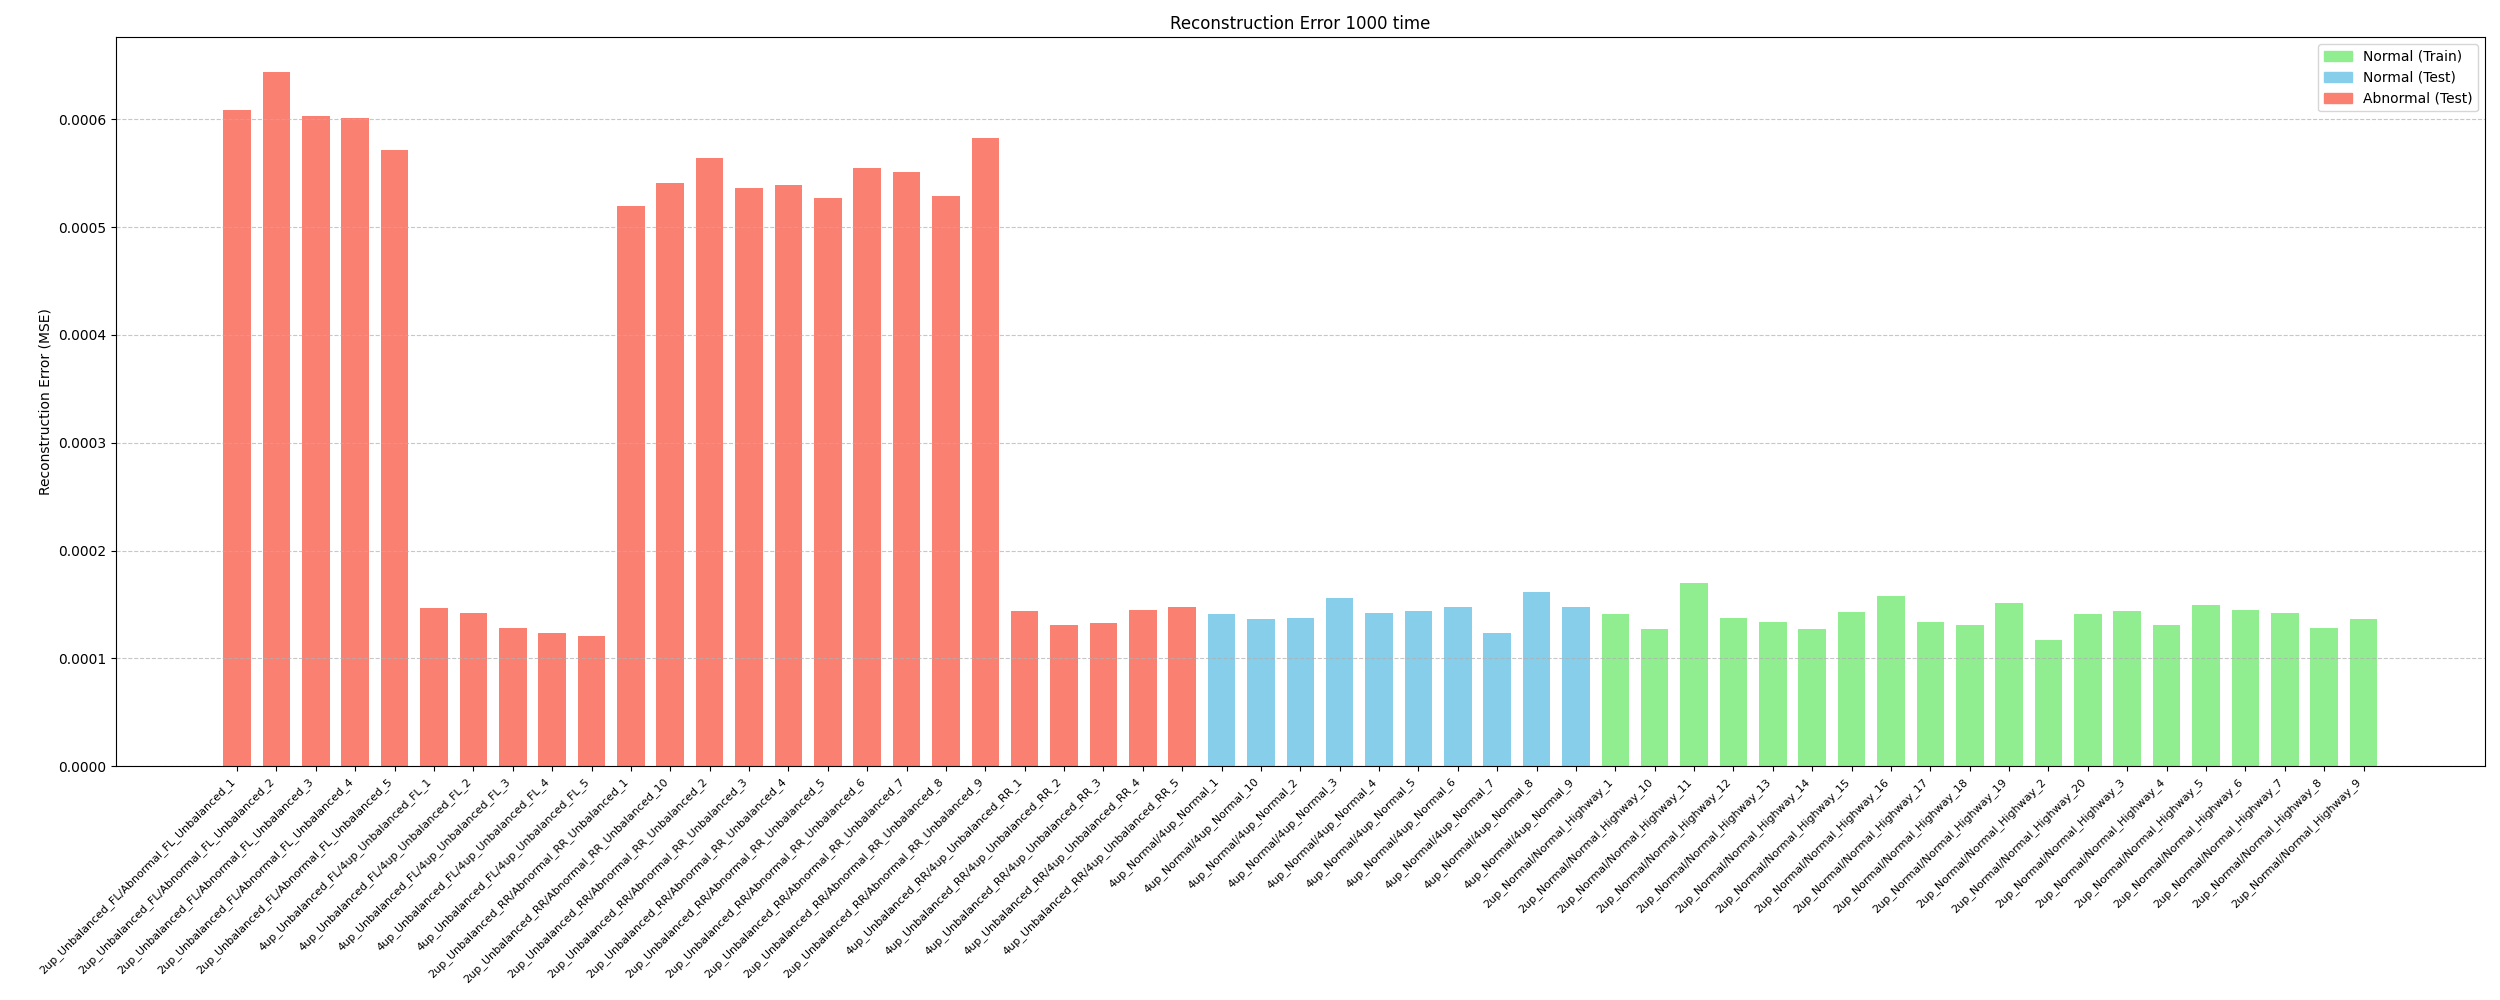 Reconstruction Error 1000 time
Normal (Train)
Normal (Test)
Abnormal (Test)
Reconstruction Error (MSE)
0.0006
0.0005
0.0004
0.0003
0.0002
0.0001
0.0000
2up_Unbalanced_FL/Abnormal_FL_Unbalanced_1
2up_Unbalanced_FL/Abnormal_FL_Unbalanced_2
2up_Unbalanced_FL/Abnormal_FL_Unbalanced_3
2up_Unbalanced_FL/Abnormal_FL_Unbalanced_4
2up_Unbalanced_FL/Abnormal_FL_Unbalanced_5
4up_Unbalanced_FL/4up_Unbalanced_FL_1
4up_Unbalanced_FL/4up_Unbalanced_FL_2
4up_Unbalanced_FL/4up_Unbalanced_FL_3
4up_Unbalanced_FL/4up_Unbalanced_FL_4
4up_Unbalanced_FL/4up_Unbalanced_FL_5
2up_Unbalanced_RR/Abnormal_RR_Unbalanced_1
2up_Unbalanced_RR/Abnormal_RR_Unbalanced_10
2up_Unbalanced_RR/Abnormal_RR_Unbalanced_2
2up_Unbalanced_RR/Abnormal_RR_Unbalanced_3
2up_Unbalanced_RR/Abnormal_RR_Unbalanced_4
2up_Unbalanced_RR/Abnormal_RR_Unbalanced_5
2up_Unbalanced_RR/Abnormal_RR_Unbalanced_6
2up_Unbalanced_RR/Abnormal_RR_Unbalanced_7
2up_Unbalanced_RR/Abnormal_RR_Unbalanced_8
2up_Unbalanced_RR/Abnormal_RR_Unbalanced_9
4up_Unbalanced_RR/4up_Unbalanced_RR_1
4up_Unbalanced_RR/4up_Unbalanced_RR_2
4up_Unbalanced_RR/4up_Unbalanced_RR_3
4up_Unbalanced_RR/4up_Unbalanced_RR_4
4up_Unbalanced_RR/4up_Unbalanced_RR_5
4up_Normal/4up_Normal_1
4up_Normal/4up_Normal_10
4up_Normal/4up_Normal_2
4up_Normal/4up_Normal_3
4up_Normal/4up_Normal_4
4up_Normal/4up_Normal_5
4up_Normal/4up_Normal_6
4up_Normal/4up_Normal_7
4up_Normal/4up_Normal_8
4up_Normal/4up_Normal_9
2up_Normal/Normal_Highway_1
2up_Normal/Normal_Highway_10
2up_Normal/Normal_Highway_11
2up_Normal/Normal_Highway_12
2up_Normal/Normal_Highway_13
2up_Normal/Normal_Highway_14
2up_Normal/Normal_Highway_15
2up_Normal/Normal_Highway_16
2up_Normal/Normal_Highway_17
2up_Normal/Normal_Highway_18
2up_Normal/Normal_Highway_19
2up_Normal/Normal_Highway_2
2up_Normal/Normal_Highway_20
2up_Normal/Normal_Highway_3
2up_Normal/Normal_Highway_4
2up_Normal/Normal_Highway_5
2up_Normal/Normal_Highway_6
2up_Normal/Normal_Highway_7
2up_Normal/Normal_Highway_8
2up_Normal/Normal_Highway_9